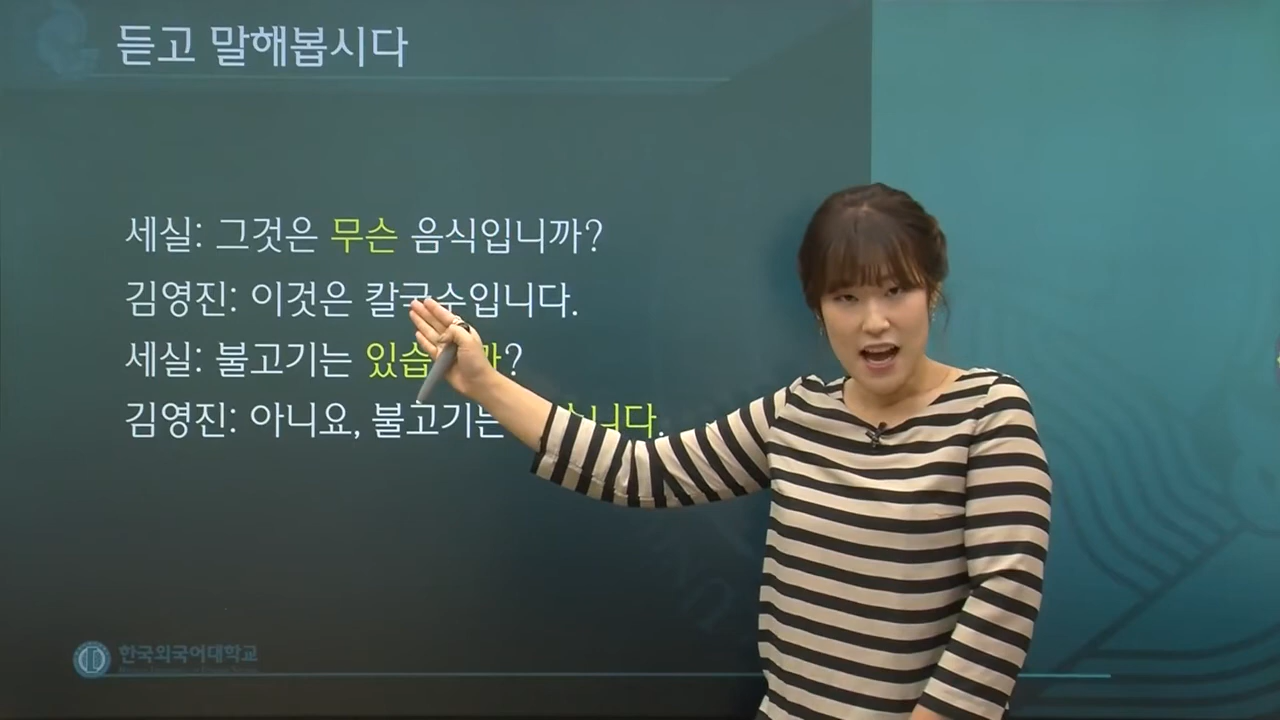 듣고 말해봅시다
세실: 그것은 무슨 음식입니까?
김영진: 이것은 칼국수입니다.
세실: 불고기는
김영진: 아니요, 불고기는
한국외국어대학교